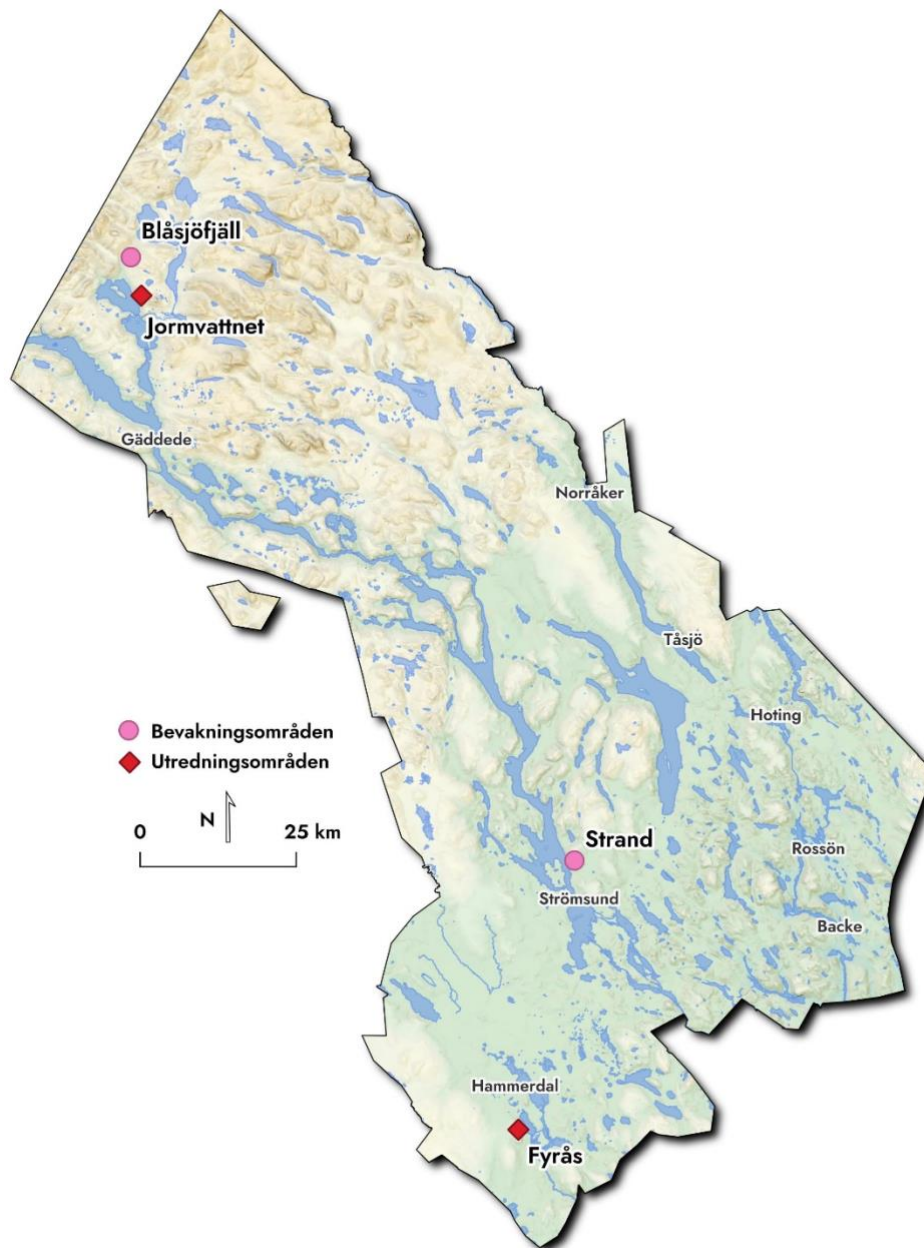 Blåsjöfjäll
Jormvattnet
Gäddede
Norråker
Tåsjö
Hoting
Bevakningsområden
Utredningsområden
N
0 25 km
Strand
Rossön
Strömsund
Backe
Hammerdal
Fyrås